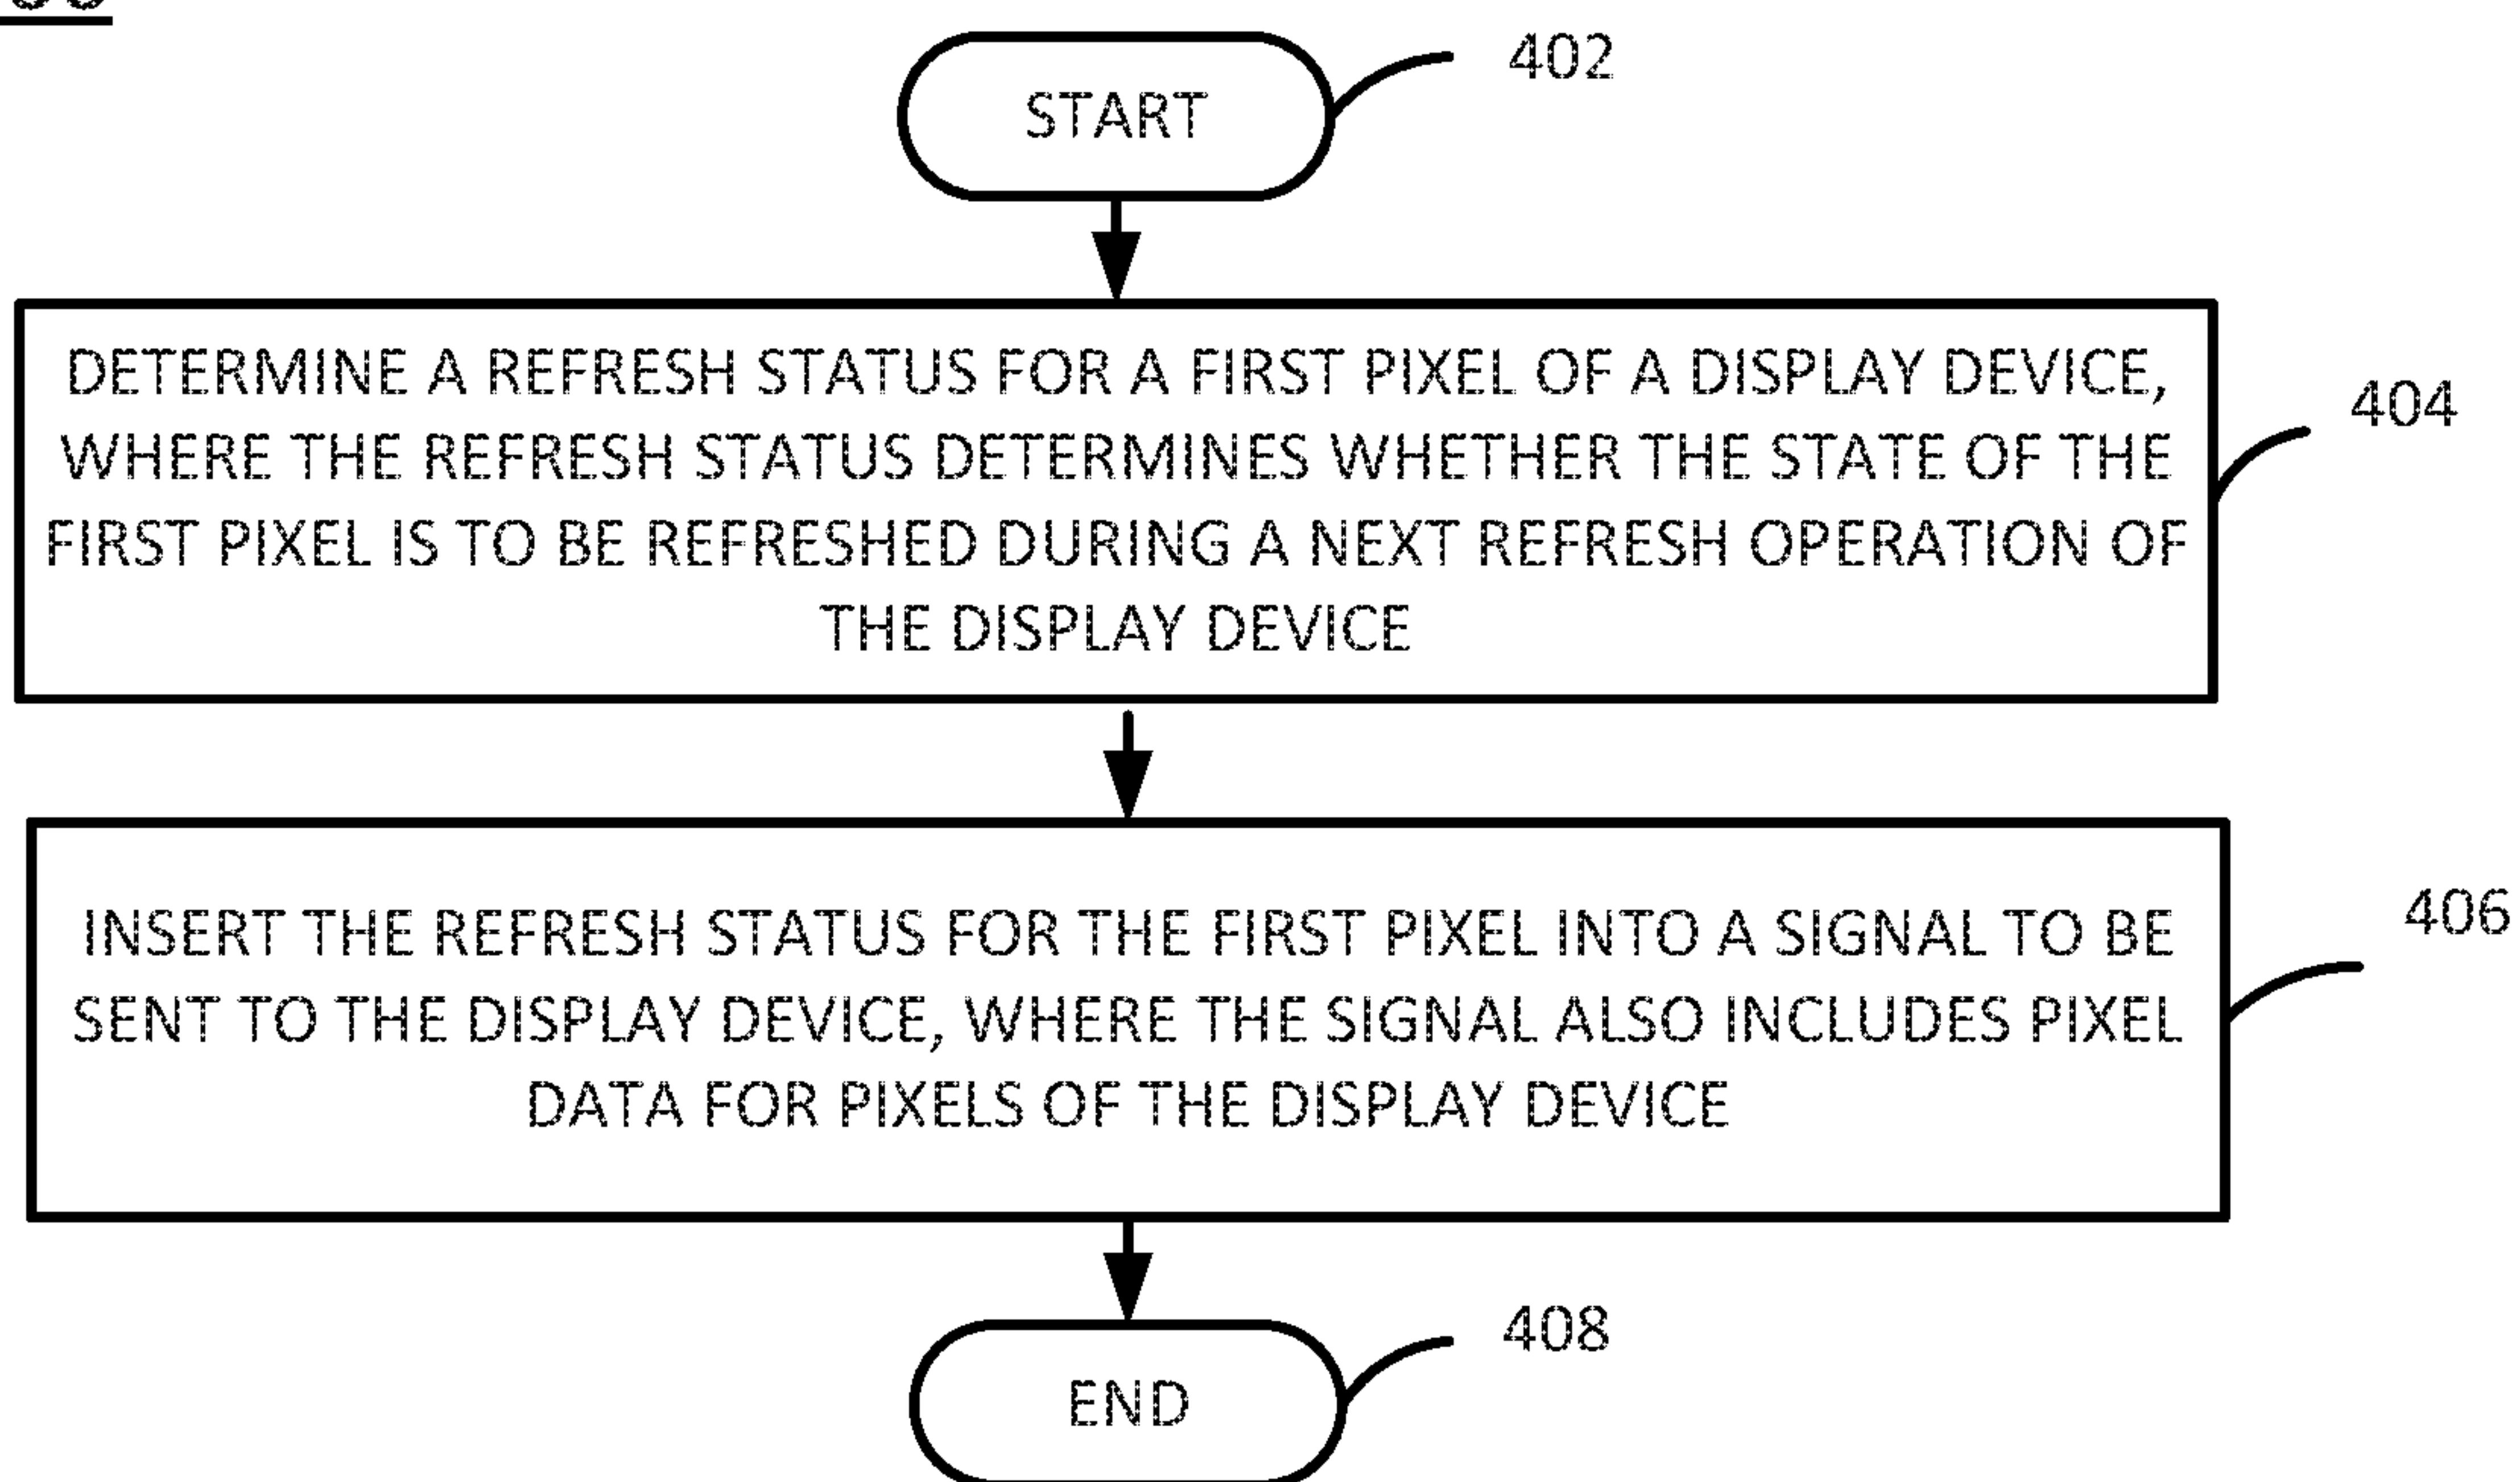 START
402
DETERMINE A REFRESH STATUS FOR A FIRST PIXEL OF A DISPLAY DEVICE,
WHERE THE REFRESH STATUS DETERMINES WHETHER THE STATE OF THE
FIRST PIXEL IS TO BE REFRESHED DURING A NEXT REFRESH OPERATION OF
THE DISPLAY DEVICE
404
INSERT THE REFRESH STATUS FOR THE FIRST PIXEL INTO A SIGNAL TO BE
SENT TO THE DISPLAY DEVICE, WHERE THE SIGNAL ALSO INCLUDES PIXEL
DATA FOR PIXELS OF THE DISPLAY DEVICE
406
END
408